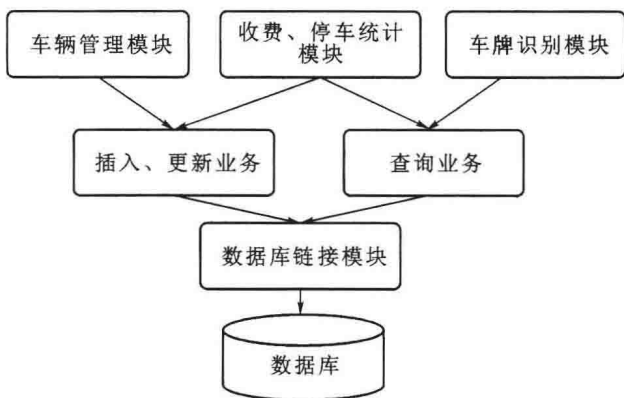 车辆管理模块
收费、停车统计
模块
车牌识别模块
插入、更新业务
查询业务
数据库链接模块
数据库